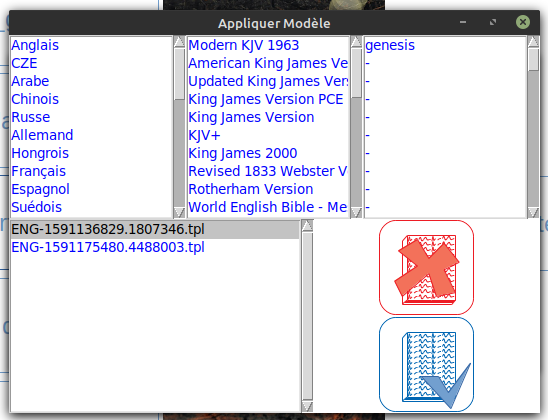 Appliquer Modèle
Anglais
CZE
Arabe
Chinois
Russe
Allemand
Hongrois
Français
Espagnol
Suédois
Modern KJV 1963
American King James Ve
Updated King James Vers
King James Version PCE
King James Version
KJV+
King James 2000
Revised 1833 Webster V
Rotherham Version
World English Bible - Me
genesis
-
-
-
-
-
-
-
-
-
ENG-1591136829.1807346.tpl
ENG-1591175480.4488003.tpl